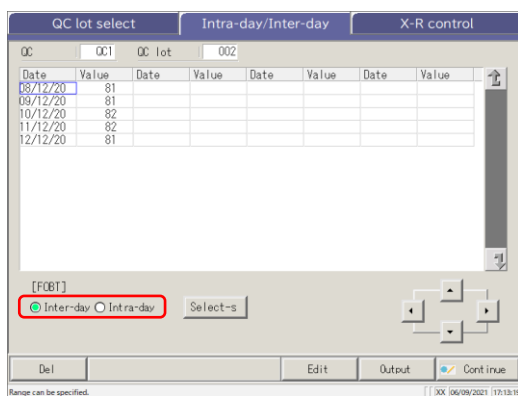 QC lot select Intra-day/Inter-day X-R control
QC QC1 QC lot 002
Date Value Date Value Date Value Date Value
08/12/20 81
09/12/20 81
10/12/20 82
11/12/20 82
12/12/20 81
[FOBT]
Inter-day Intra-day Select-s
Del Edit Output Continue
Range can be specified. XX 06/09/2021 17:13:19